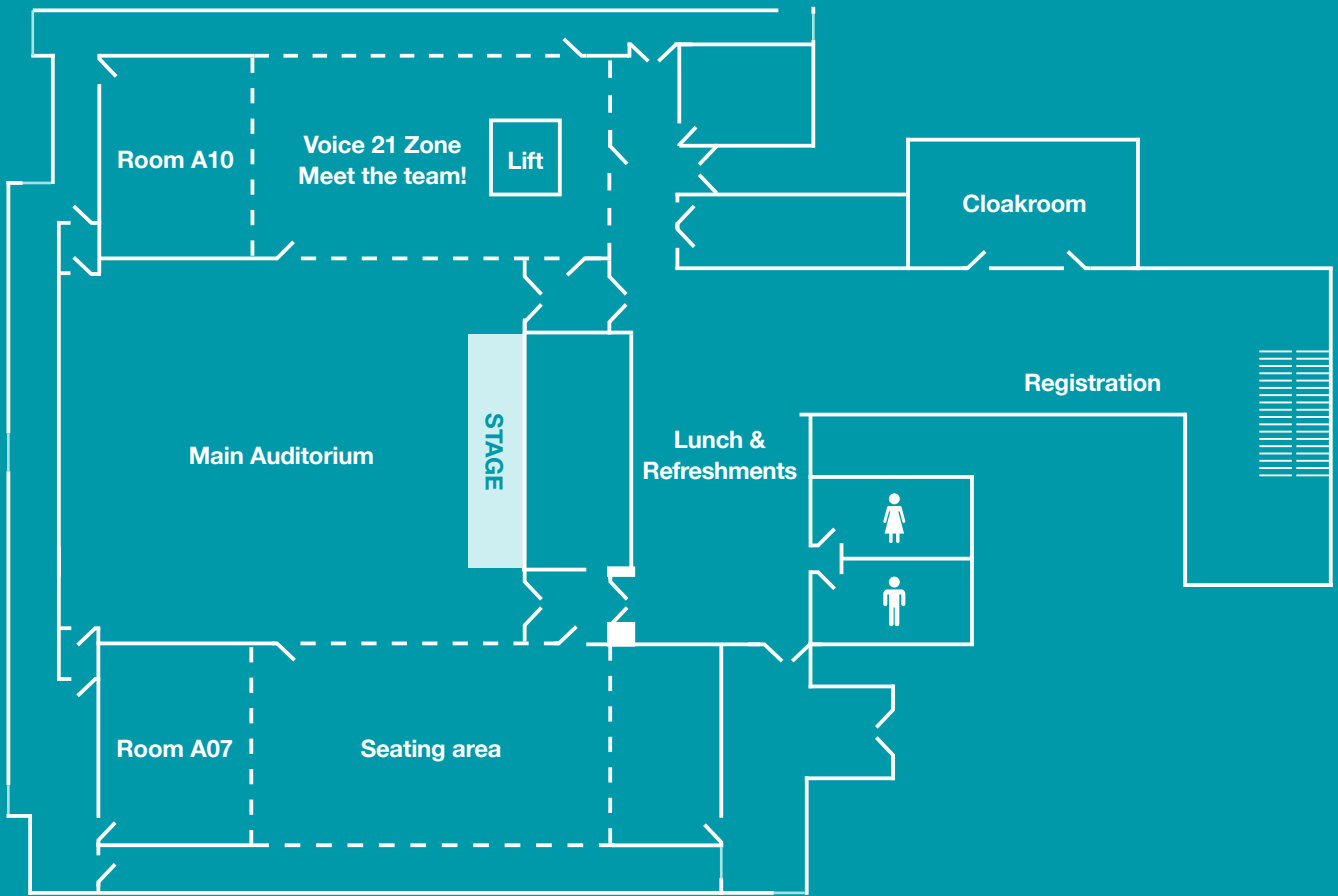 Room A10
Voice 21 Zone
Meet the team!
Lift
Cloakroom
Registration
Main Auditorium
STAGE
Lunch &
Refreshments
Room A07
Seating area